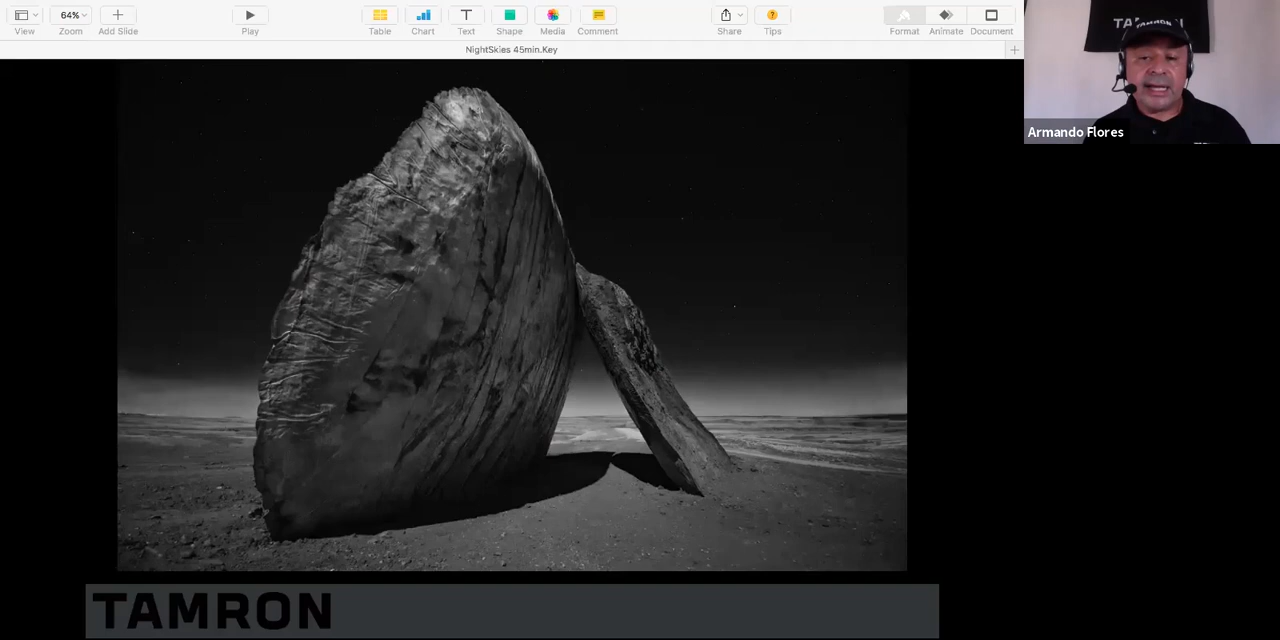 View
64%
Zoom
Add Slide
Play
Table
Chart
Text
Shape
Media
Comment
Share
Tips
Format
Animate
Document
NightSkies 45min.Key
TAMRON
Armando Flores
TAMRON